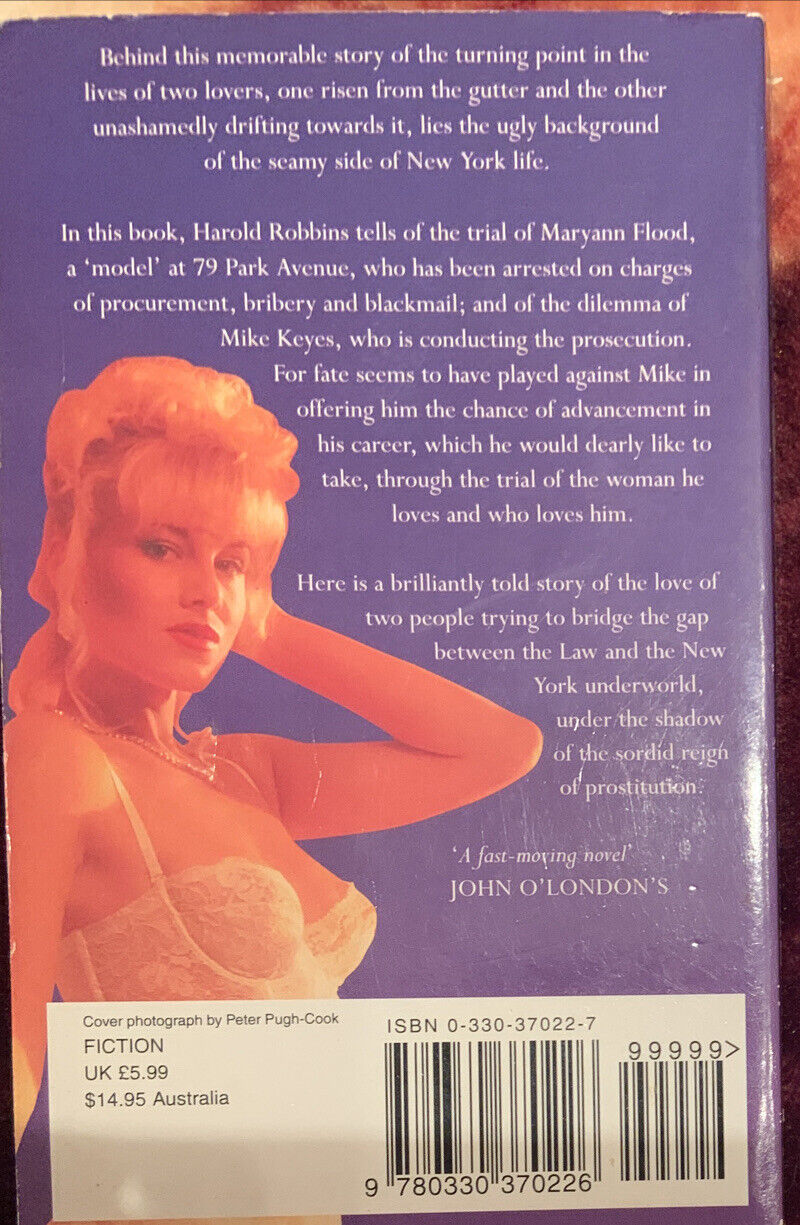 Behind this memorable story of the turning point in the
lives of two lovers, one risen from the gutter and the other
unashamedly drifting towards it, lies the ugly background
of the seamy side of New York life.
In this book, Harold Robbins tells of the trial of Maryann Flood,
a ‘model’ at 79 Park Avenue, who has been arrested on charges
of procurement, bribery and blackmail; and of the dilemma of
Mike Keyes, who is conducting the prosecution.
For fate seems to have played against Mike in
offering him the chance of advancement in
his career, which he would dearly like to
take, through the trial of the woman he
loves and who loves him.
Here is a brilliantly told story of the love of
two people trying to bridge the gap
between the Law and the New
York underworld,
under the shadow
of the sordid reign
of prostitution.
‘A fast-moving novel’
JOHN O’LONDON’S
Cover photograph by Peter Pugh-Cook
FICTION
UK £5.99
$14.95 Australia
ISBN 0-330-37022-7
99999>
9 780330 370226